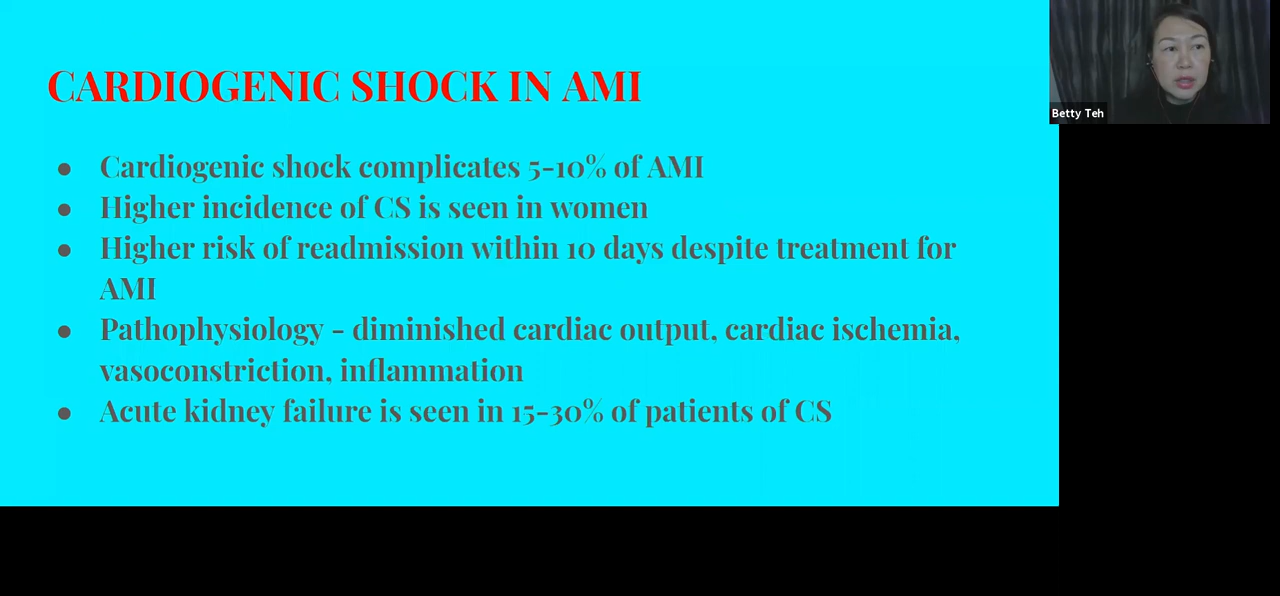 CARDIOGENIC SHOCK IN AMI
● Cardiogenic shock complicates 5-10% of AMI
● Higher incidence of CS is seen in women
● Higher risk of readmission within 10 days despite treatment for
AMI
● Pathophysiology - diminished cardiac output, cardiac ischemia,
vasoconstriction, inflammation
● Acute kidney failure is seen in 15-30% of patients of CS
Betty Teh